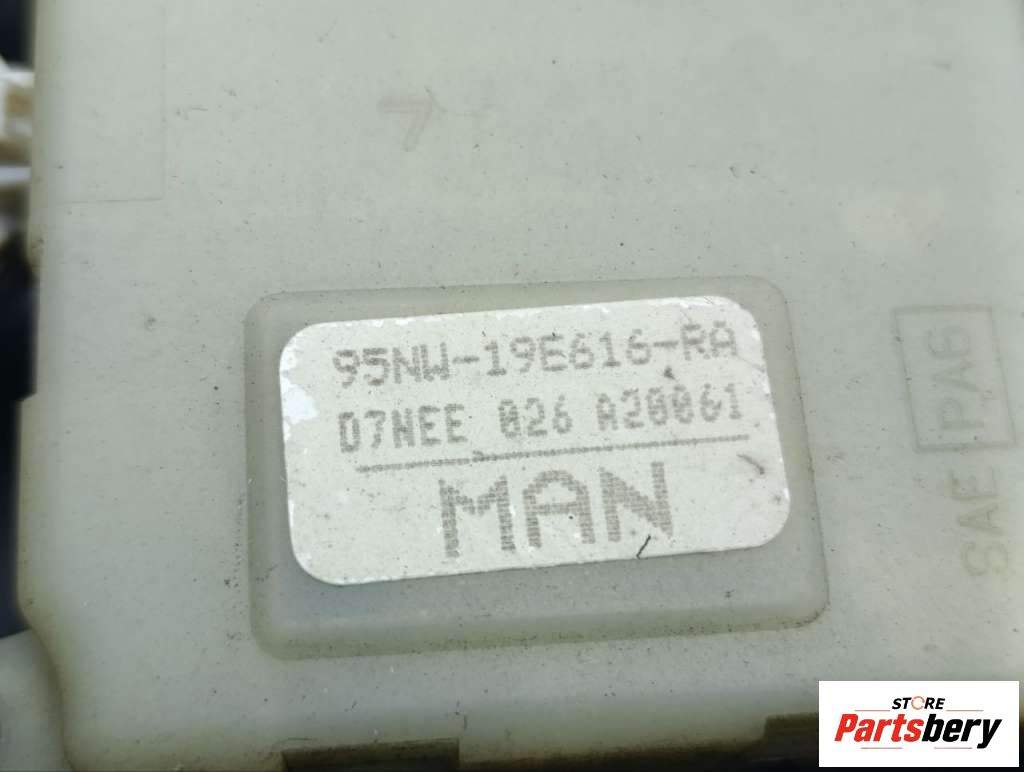 7
95NW-19E616-RA
D7NEE 026 A20061
MAN
SAE PA6
STORE
Partsbery